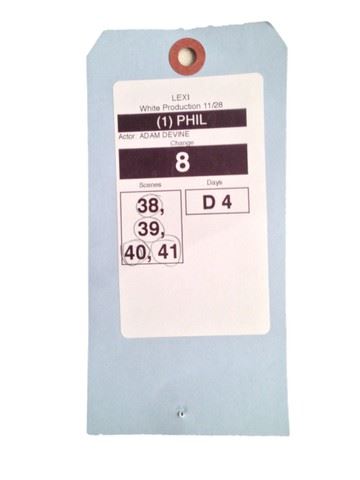 LEXI
White Production 11/28
(1) PHIL
Actor: ADAM DEVINE
Change
8
Scenes Days
38, D 4
39,
40, 41